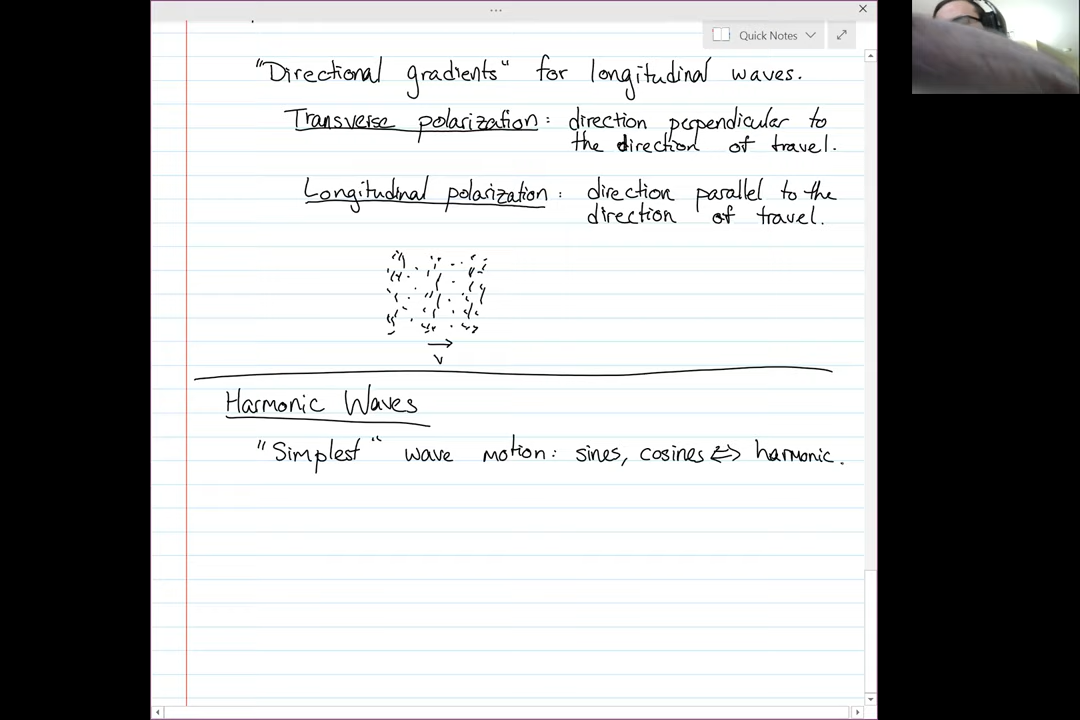 Quick Notes
"Directional gradients" for longitudinal waves.
Transverse polarization: direction perpendicular to
the direction of travel.
Longitudinal polarization: direction parallel to the
direction of travel.
v
Harmonic Waves
"Simplest" wave motion: sines, cosines ⇔ harmonic.